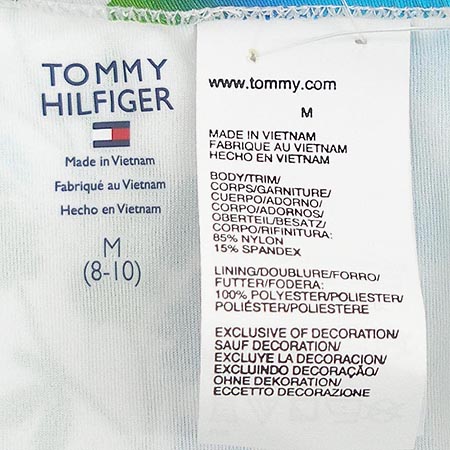 TOMMY
HILFIGER
Made in Vietnam
Fabriqué au Vietnam
Hecho en Vietnam
M
(8-10)
www.tommy.com
M
MADE IN VIETNAM
FABRIQUE AU VIETNAM
HECHO EN VIETNAM
BODY/TRIM/
CORPS/GARNITURE/
CUERPO/ADORNO/
CORPO/ADORNOS/
OBERTEIL/BESATZ/
CORPO/RIFINITURA:
85% NYLON
15% SPANDEX
LINING/DOUBLURE/FORRO/
FUTTER/FODERA:
100% POLYESTER/POLIESTER/
POLIÉSTER/POLIESTERE
EXCLUSIVE OF DECORATION/
SAUF DECORATION/
EXCLUYE LA DECORACION/
EXCLUINDO DECORAÇÃO/
OHNE DEKORATION/
ECCETTO DECORAZIONE